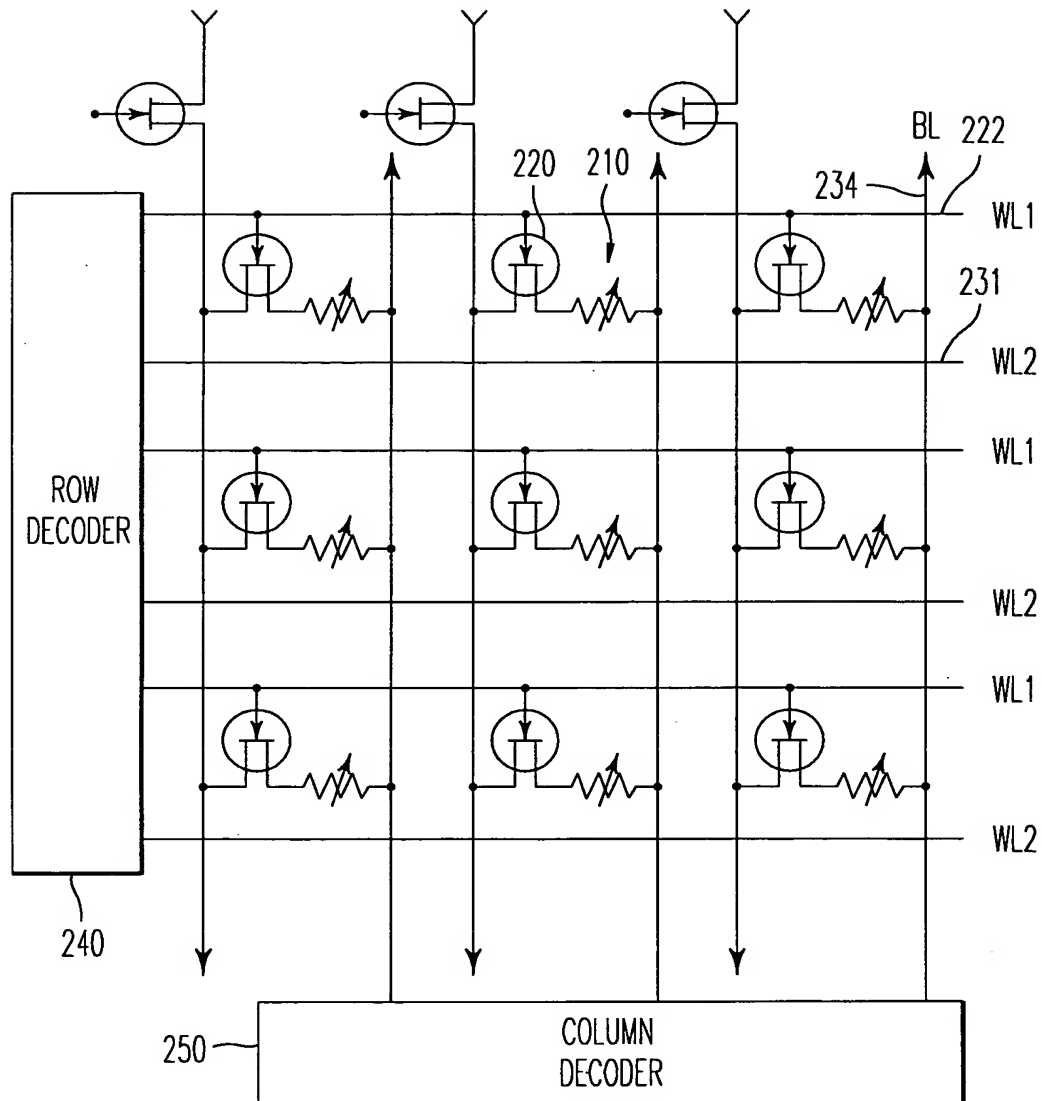 BL
222
220
210
234
WL1
231
WL2
WL1
ROW
DECODER
WL2
WL1
WL2
240
250
COLUMN
DECODER